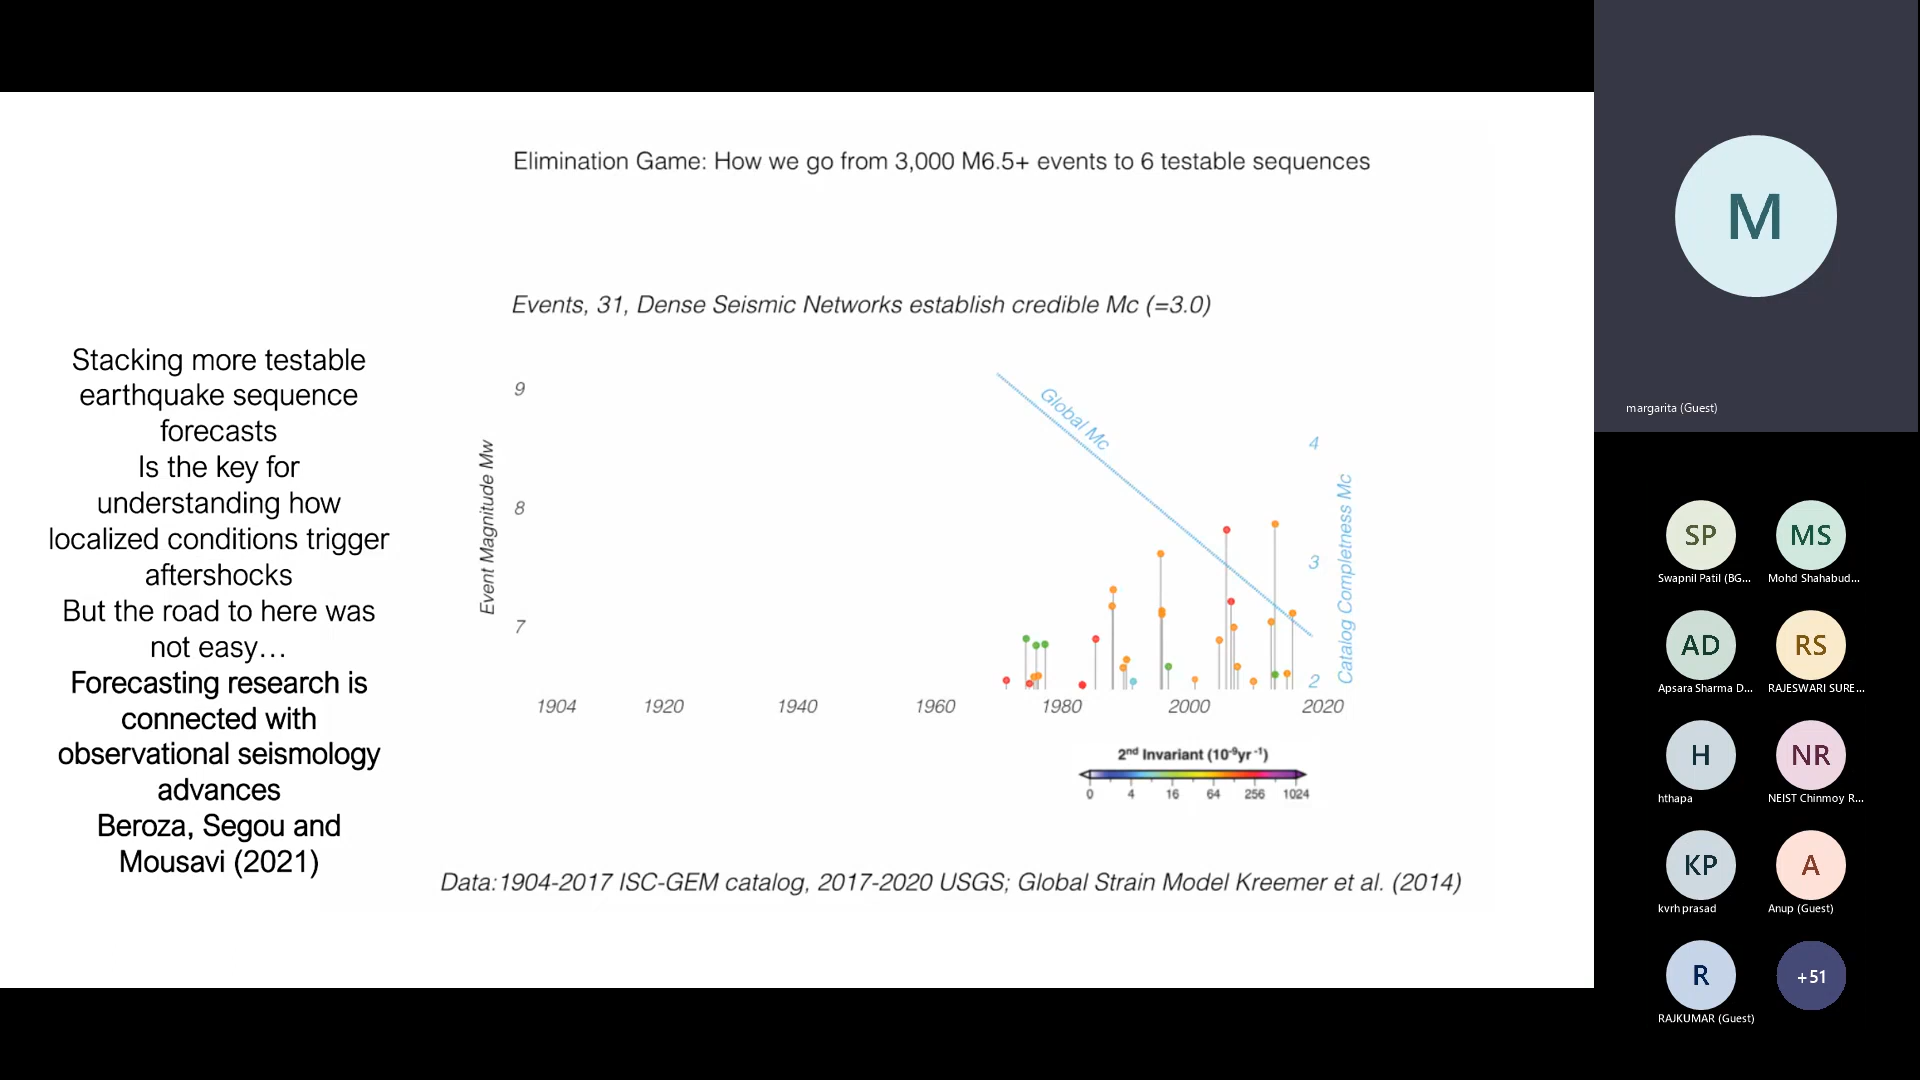 Elimination Game: How we go from 3,000 M6.5+ events to 6 testable sequences
Events, 31, Dense Seismic Networks establish credible Mc (=3.0)
Stacking more testable
earthquake sequence
forecasts
Is the key for
understanding how
localized conditions trigger
aftershocks
But the road to here was
not easy…
Forecasting research is
connected with
observational seismology
advances
Beroza, Segou and
Mousavi (2021)
Event Magnitude Mw
9
8
7
Global Mc
4
3
2
Catalog Completness Mc
1904 1920 1940 1960 1980 2000 2020
2nd Invariant (10-9yr-1)
0 4 16 64 256 1024
Data:1904-2017 ISC-GEM catalog, 2017-2020 USGS; Global Strain Model Kreemer et al. (2014)
M
margarita (Guest)
SP MS
Swapnil Patil (BG... Mohd Shahabud...
AD RS
Apsara Sharma D... RAJESWARI SURE...
H NR
hthapa NEIST Chinmoy R...
KP A
kvrh prasad Anup (Guest)
R +51
RAJKUMAR (Guest)